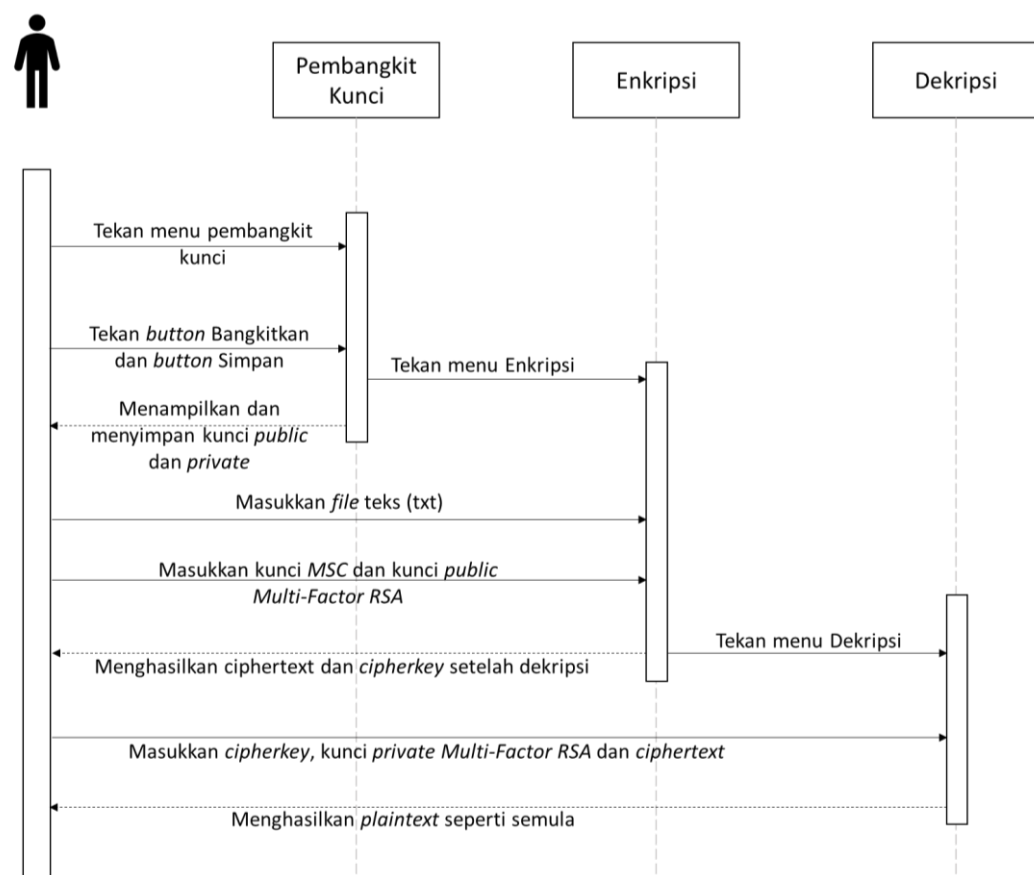 Pembangkit
Kunci
Enkripsi
Dekripsi
Tekan menu pembangkit
kunci
Tekan button Bangkitkan
dan button Simpan
Tekan menu Enkripsi
Menampilkan dan
menyimpan kunci public
dan private
Masukkan file teks (txt)
Masukkan kunci MSC dan kunci public
Multi-Factor RSA
Tekan menu Dekripsi
Menghasilkan ciphertext dan cipherkey setelah dekripsi
Masukkan cipherkey, kunci private Multi-Factor RSA dan ciphertext
Menghasilkan plaintext seperti semula